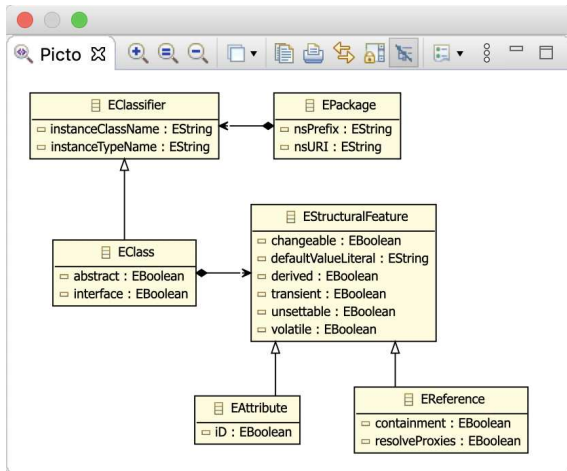 Picto
EClassifier
instanceClassName : EString
instanceTypeName : EString
EPackage
nsPrefix : EString
nsURI : EString
EClass
abstract : EBoolean
interface : EBoolean
EStructuralFeature
changeable : EBoolean
defaultValueLiteral : EString
derived : EBoolean
transient : EBoolean
unsettable : EBoolean
volatile : EBoolean
EAttribute
iD : EBoolean
EReference
containment : EBoolean
resolveProxies : EBoolean